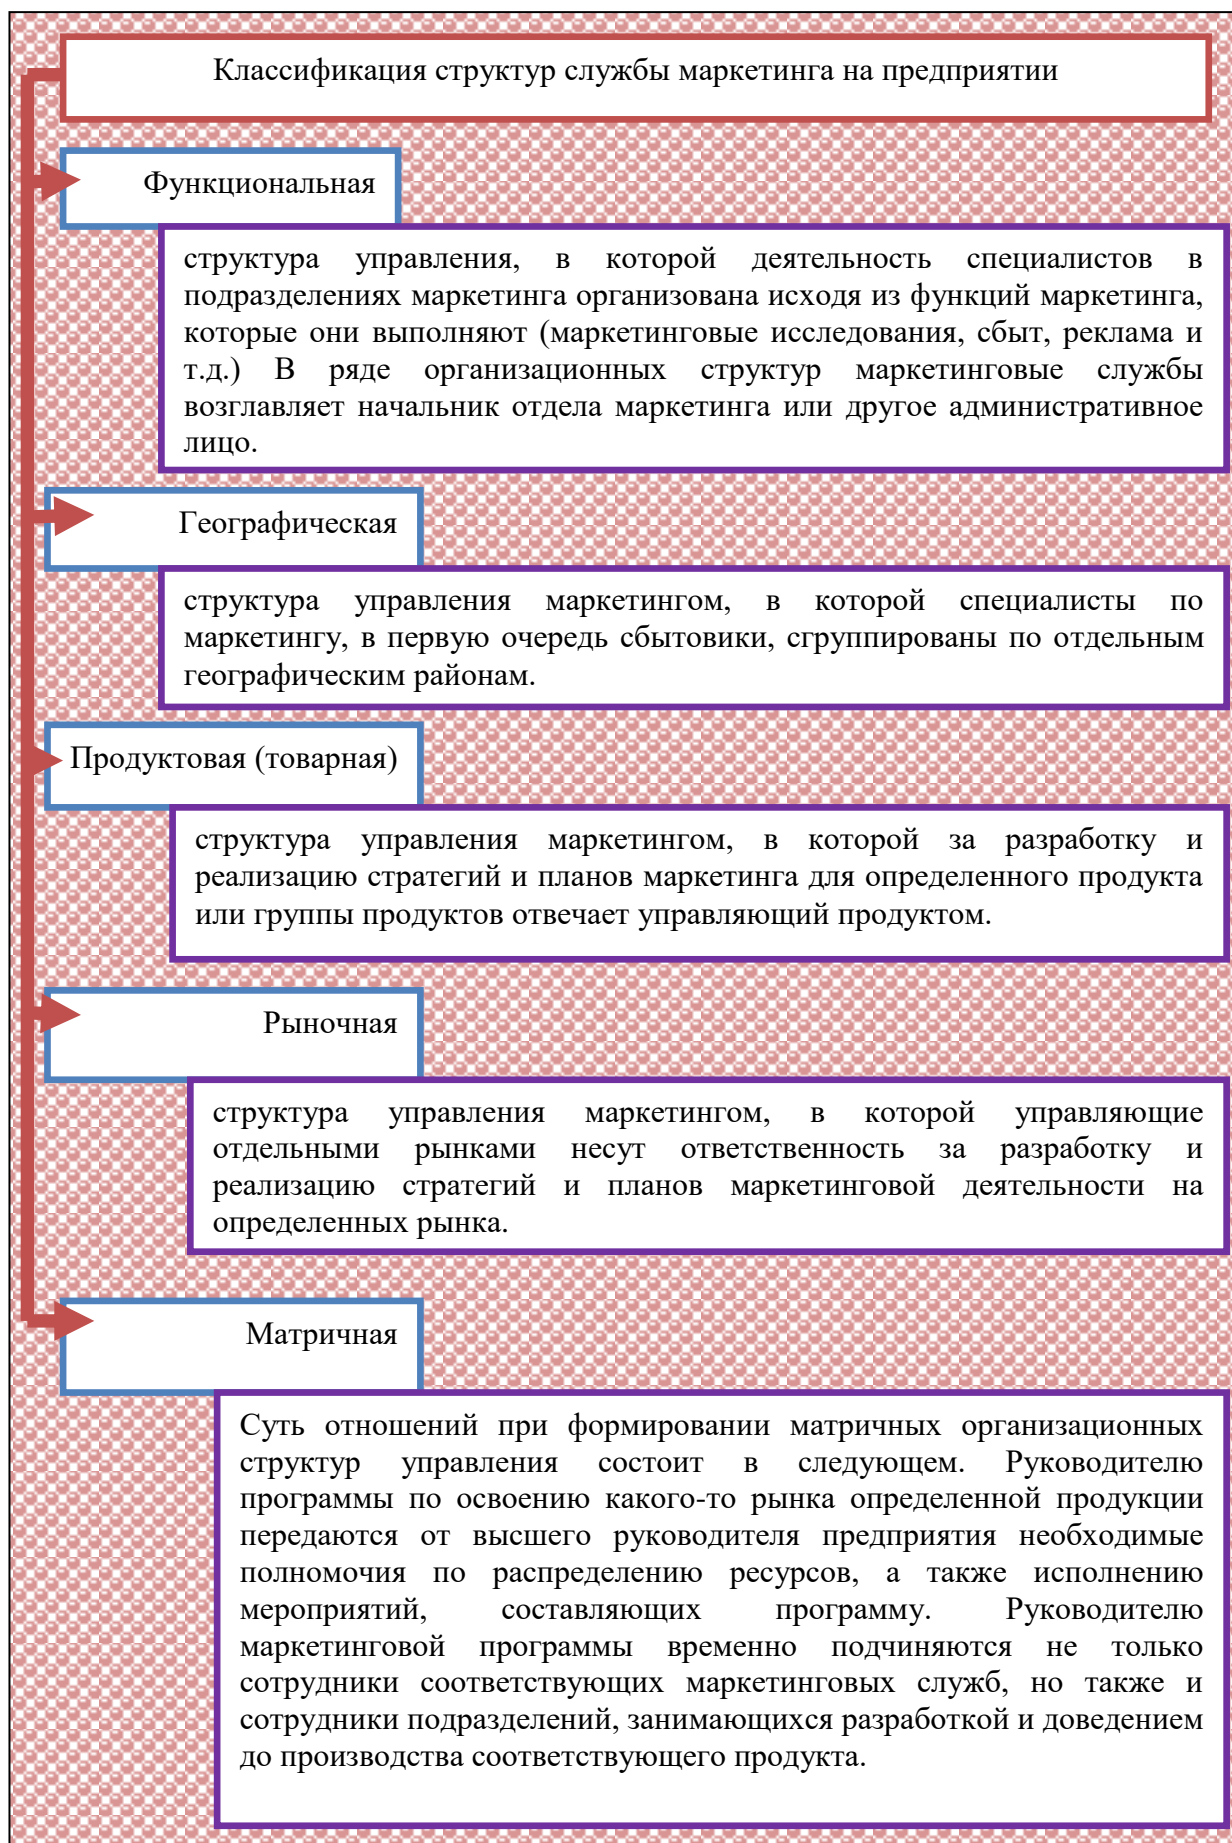 Классификация структур службы маркетинга на предприятии
Функциональная
структура управления, в которой деятельность специалистов в
подразделениях маркетинга организована исходя из функций маркетинга,
которые они выполняют (маркетинговые исследования, сбыт, реклама и
т.д.) В ряде организационных структур маркетинговые службы
возглавляет начальник отдела маркетинга или другое административное
лицо.
Географическая
структура управления маркетингом, в которой специалисты по
маркетингу, в первую очередь сбытовики, сгруппированы по отдельным
географическим районам.
Продуктовая (товарная)
структура управления маркетингом, в которой за разработку и
реализацию стратегий и планов маркетинга для определенного продукта
или группы продуктов отвечает управляющий продуктом.
Рыночная
структура управления маркетингом, в которой управляющие
отдельными рынками несут ответственность за разработку и
реализацию стратегий и планов маркетинговой деятельности на
определенных рынка.
Матричная
Суть отношений при формировании матричных организационных
структур управления состоит в следующем. Руководителю
программы по освоению какого-то рынка определенной продукции
передаются от высшего руководителя предприятия необходимые
полномочия по распределению ресурсов, а также исполнению
мероприятий, составляющих программу. Руководителю
маркетинговой программы временно подчиняются не только
сотрудники соответствующих маркетинговых служб, но также и
сотрудники подразделений, занимающихся разработкой и доведением
до производства соответствующего продукта.